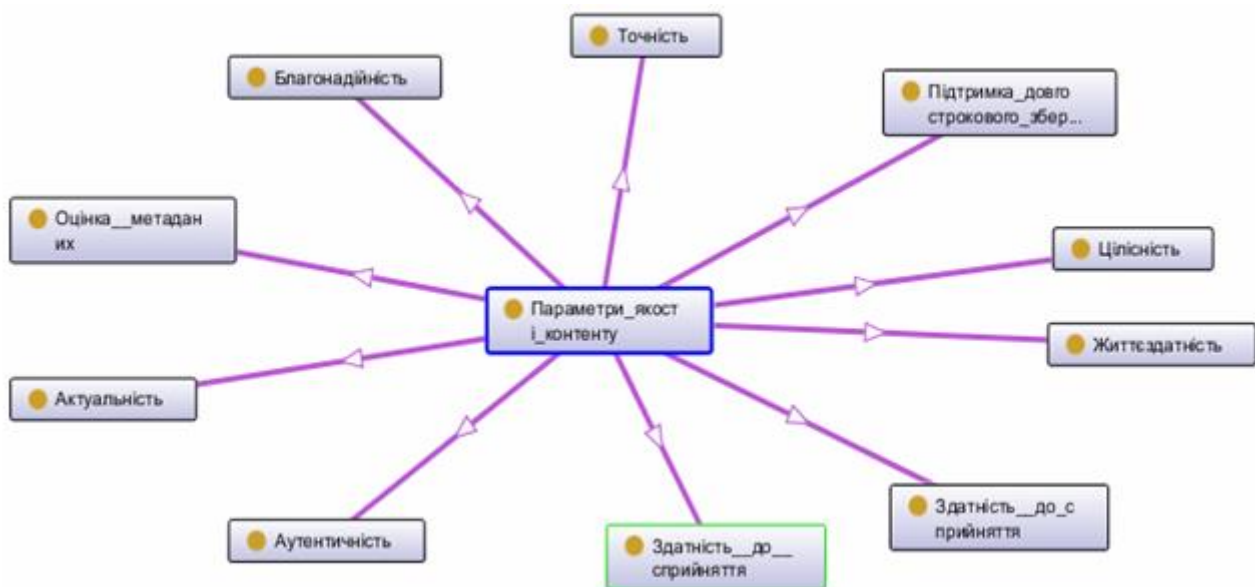 Точність
Благонадійність
Підтримка_довго
строкового_збер...
Оцінка__метадан
их
Цілісність
Параметри_якост
і_контенту
Життєздатність
Актуальність
Здатність__до_с
прийняття
Аутентичність
Здатність__до__
сприйняття